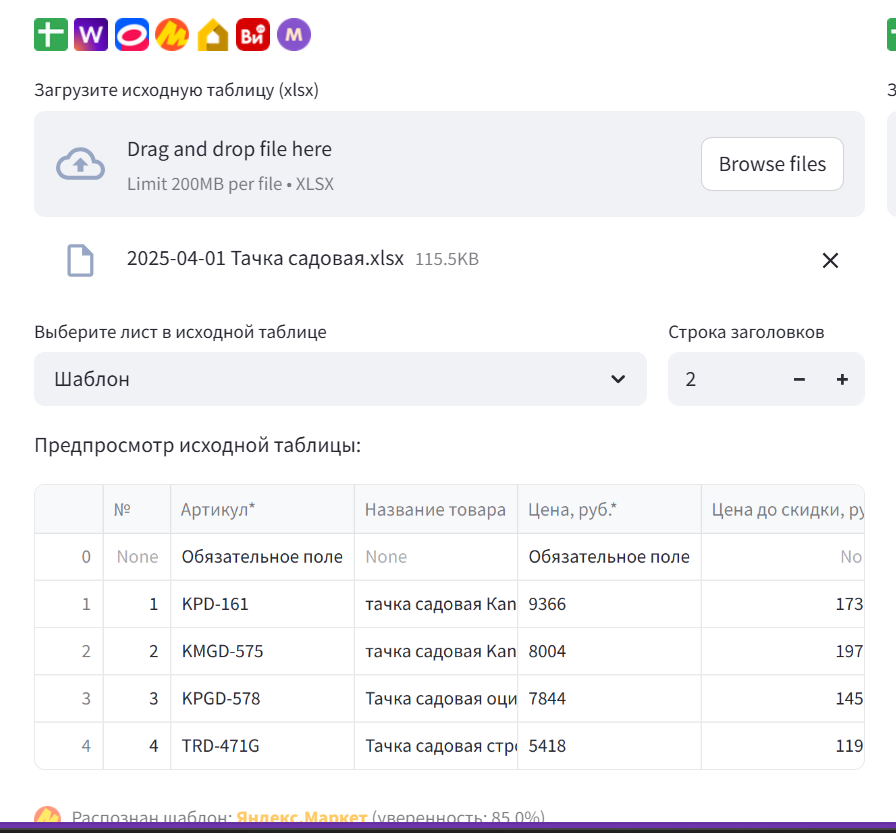 W Ви M
Загрузите исходную таблицу (xlsx)
Drag and drop file here
Limit 200MB per file • XLSX
Browse files
2025-04-01 Тачка садовая.xlsx 115.5KB
Выберите лист в исходной таблице
Строка заголовков
Шаблон
2
Предпросмотр исходной таблицы:
№ Артикул* Название товара Цена, руб.* Цена до скидки, ру
0 None Обязательное поле None Обязательное поле No
1 1 KPD-161 тачка садовая Kan 9366 173
2 2 KMGD-575 тачка садовая Kan 8004 197
3 3 KPGD-578 Тачка садовая оци 7844 145
4 4 TRD-471G Тачка садовая стро 5418 119
Распознан шаблон: Яндекс.Маркет (уверенность: 85.0%)